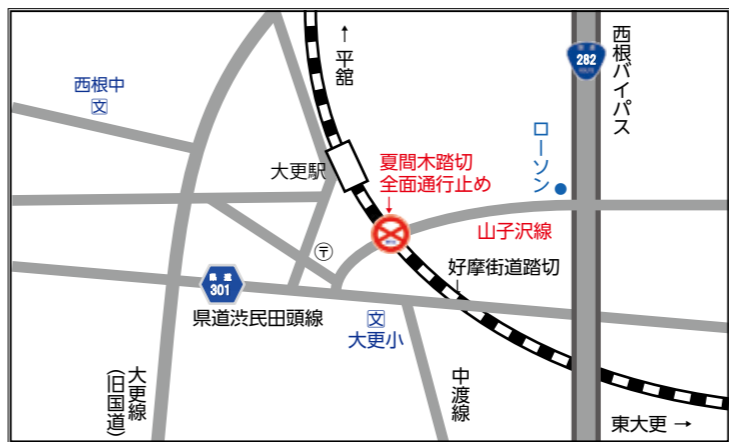 ↑
平舘
西根バイパス
282
西根中
文
ローソン
大更駅
夏間木踏切
全面通行止め
山子沢線
〒
好摩街道踏切
県道
301
県道渋民田頭線
文
大更小
大更線
(旧国道)
中渡線
東大更 →